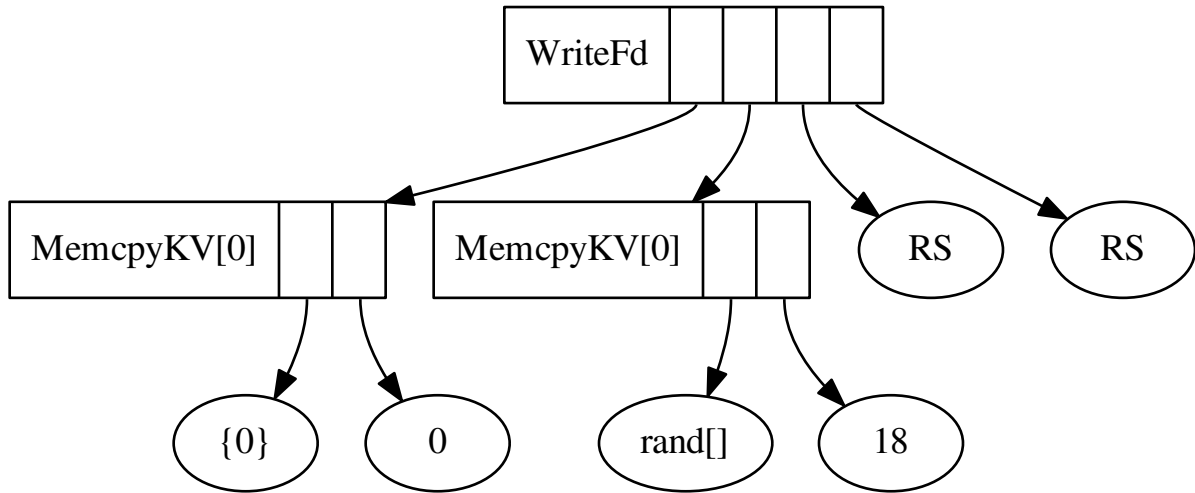 WriteFd
MemcpyKV[0]
MemcpyKV[0]
RS
RS
{0}
0
rand[]
18